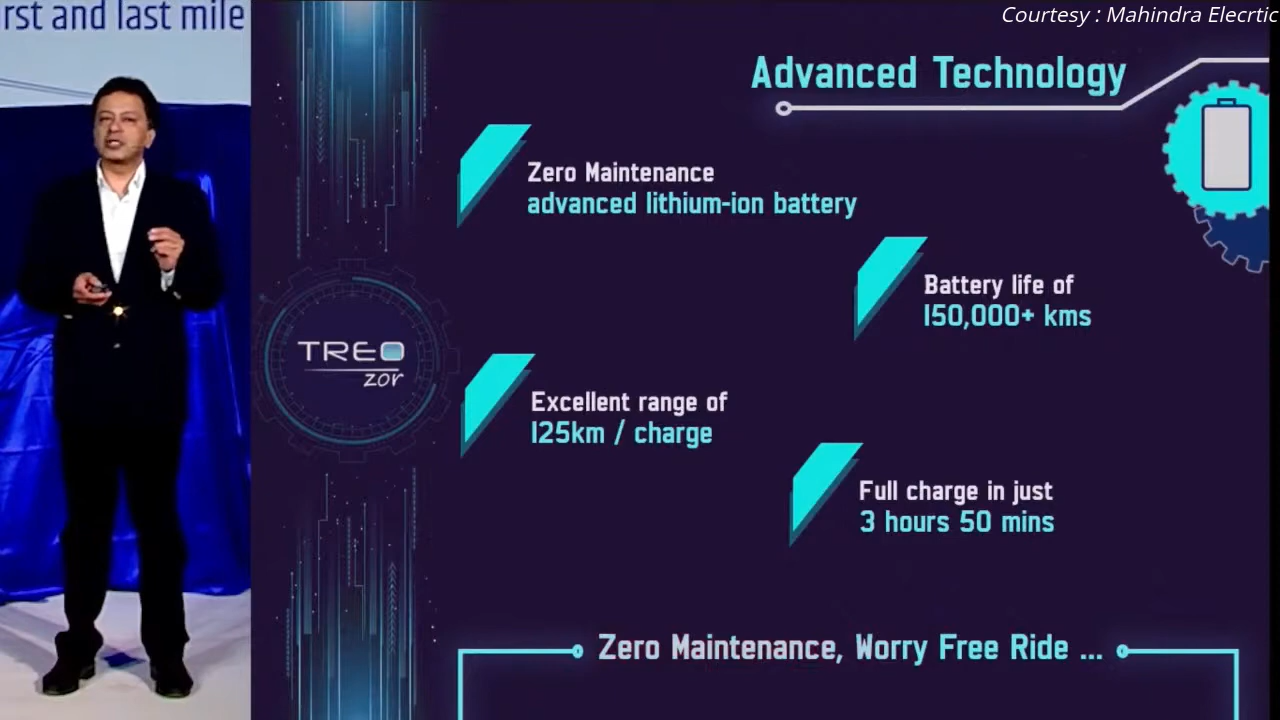 rst and last mile
Courtesy : Mahindra Elecrtic
Advanced Technology
Zero Maintenance
advanced lithium-ion battery
Battery life of
150,000+ kms
TREO
zor
Excellent range of
125km / charge
Full charge in just
3 hours 50 mins
Zero Maintenance, Worry Free Ride ...